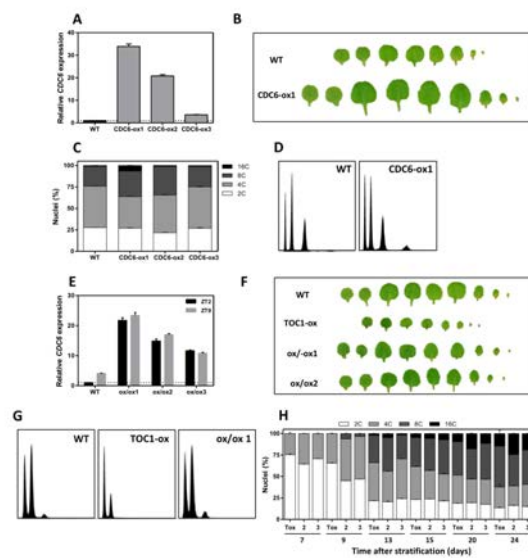 A
Relative CDC6 expression
40
30
20
10
0
WT CDC6-ox1 CDC6-ox2 CDC6-ox3
B
WT
CDC6-ox1
C
Nuclei (%)
100
75
50
25
0
WT CDC6-ox1 CDC6-ox2 CDC6-ox3
16C
8C
4C
2C
D
WT
CDC6-ox1
E
Relative CDC6 expression
30
20
10
0
WT ox/ox1 ox/ox2 ox/ox3
F
WT
TOC1-ox
ox/-ox1
ox/ox2
G
WT
TOC1-ox
ox/ox 1
H
2C 4C 8C 16C
Nuclei (%)
100
75
50
25
0
Tox 2 3 Tox 2 3 Tox 2 3 Tox 2 3 Tox 2 3 Tox 2 3
7 9 13 15 20 24
Time after stratification (days)